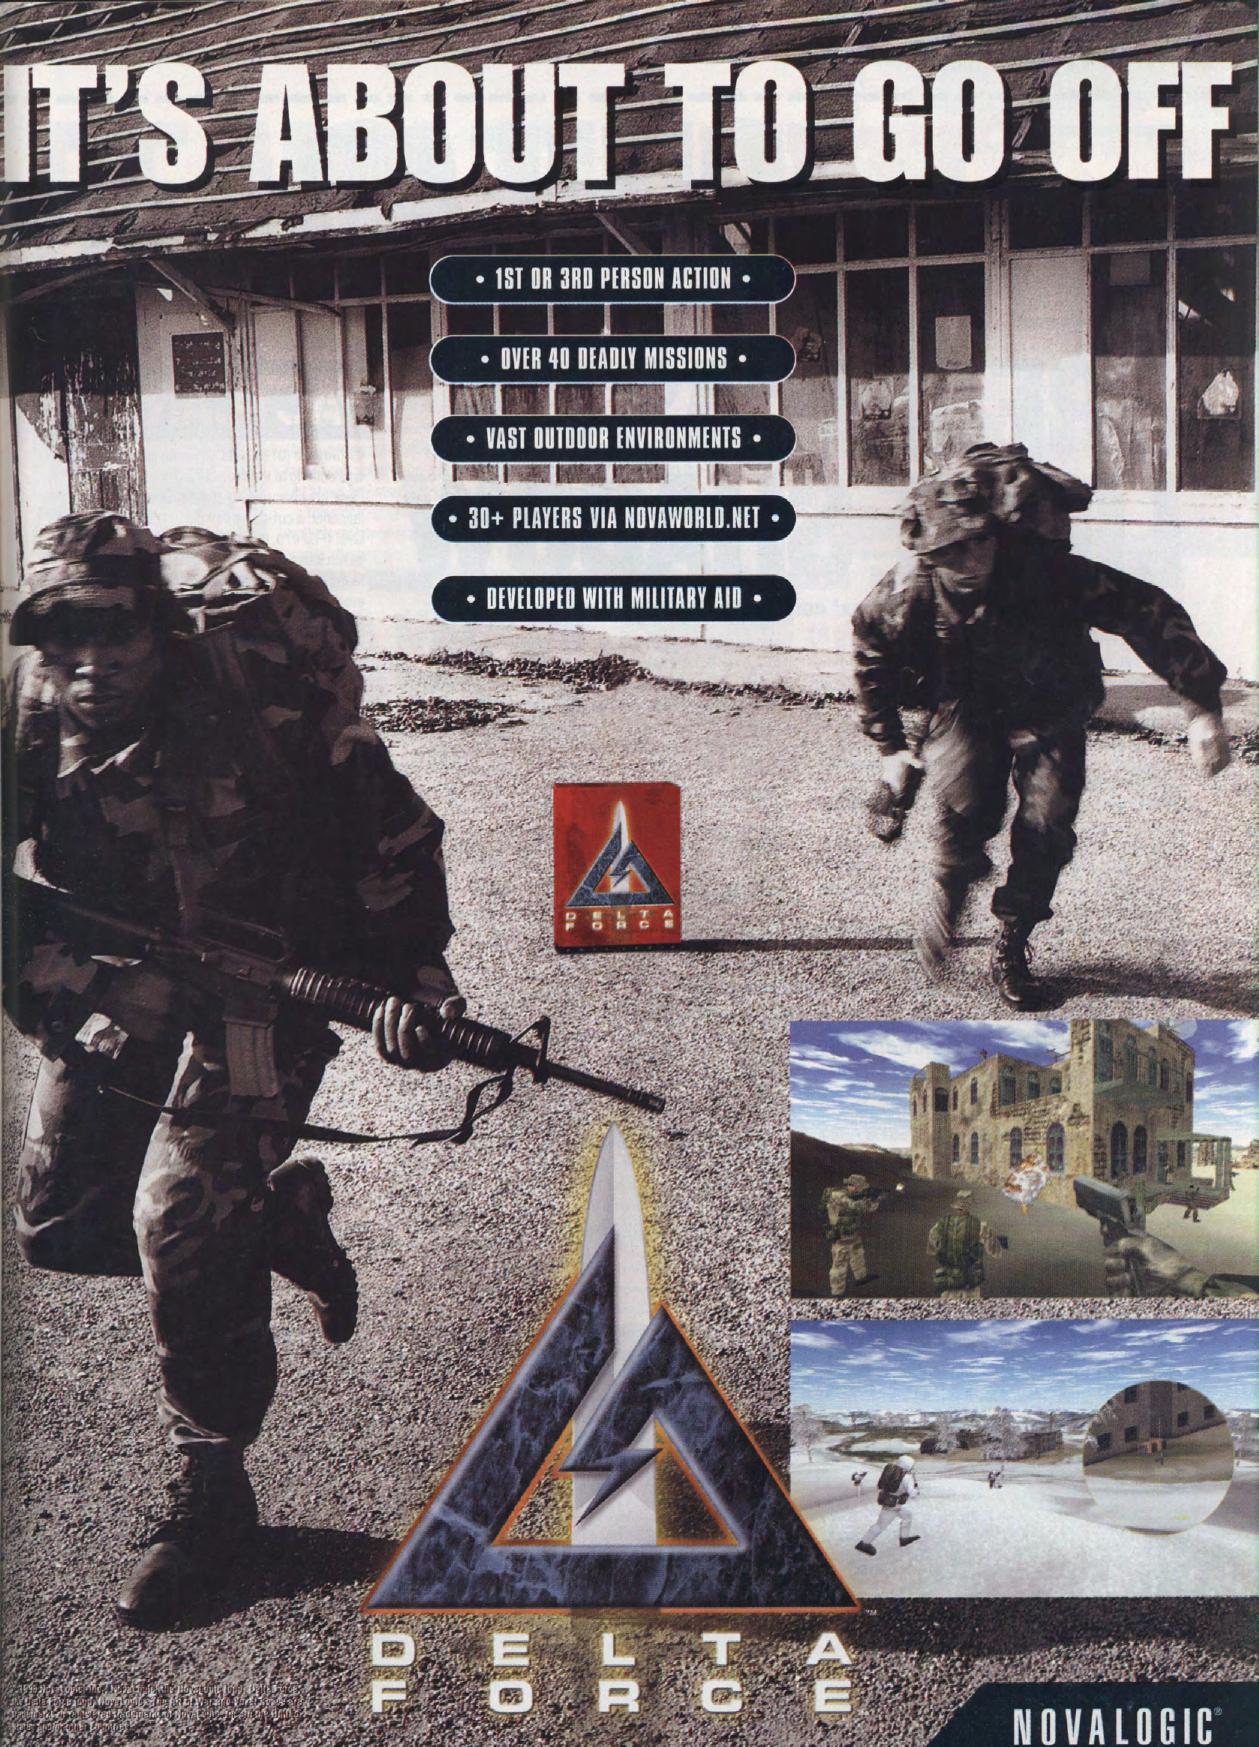 IT'S ABOUT TO GO OFF
• 1ST OR 3RD PERSON ACTION •
• OVER 40 DEADLY MISSIONS •
• VAST OUTDOOR ENVIRONMENTS •
• 30+ PLAYERS VIA NOVAWORLD.NET •
• DEVELOPED WITH MILITARY AID •
DELTA
FORCE
DELTA
FORCE
™
NOVALOGIC®